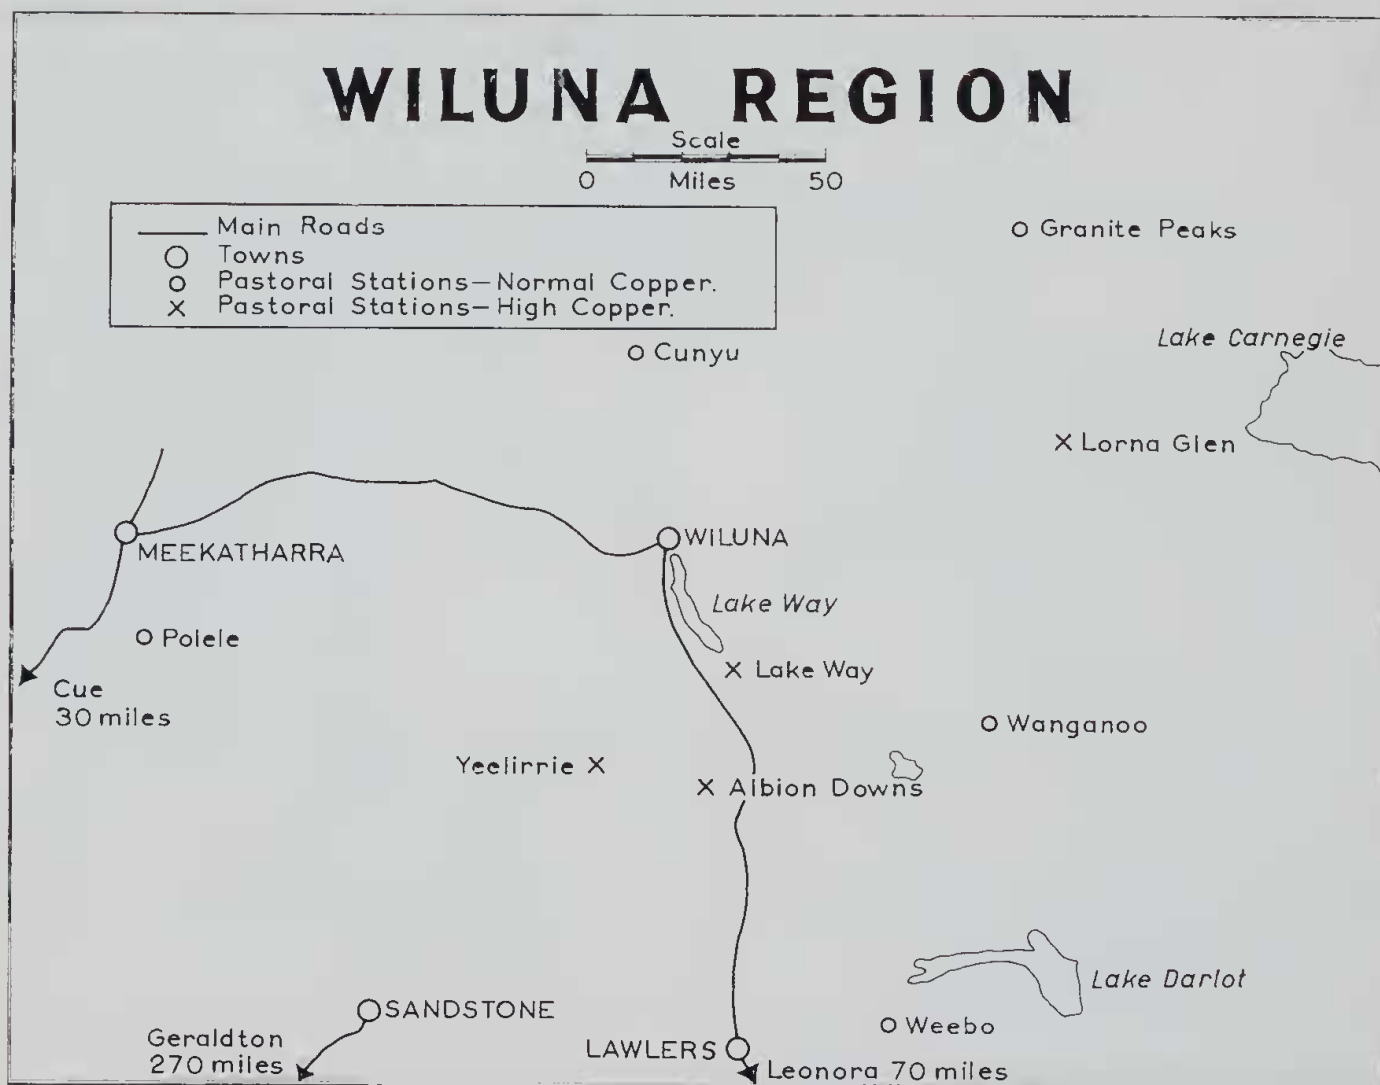 WILUNA REGION
Scale
0 Miles 50
Main Roads
Towns
Pastoral Stations—Normal Copper.
Pastoral Stations—High Copper.
Granite Peaks
Cunyu
Lake Carnegie
Lorna Glen
MEEKATHARRA
WILUNA
Lake Way
Polele
Lake Way
Cue
30 miles
Wanganoo
Yeelirrie
Albion Downs
Lake Darlot
SANDSTONE
Weebo
Geraldton
270 miles
LAWLERS
Leonora 70 miles